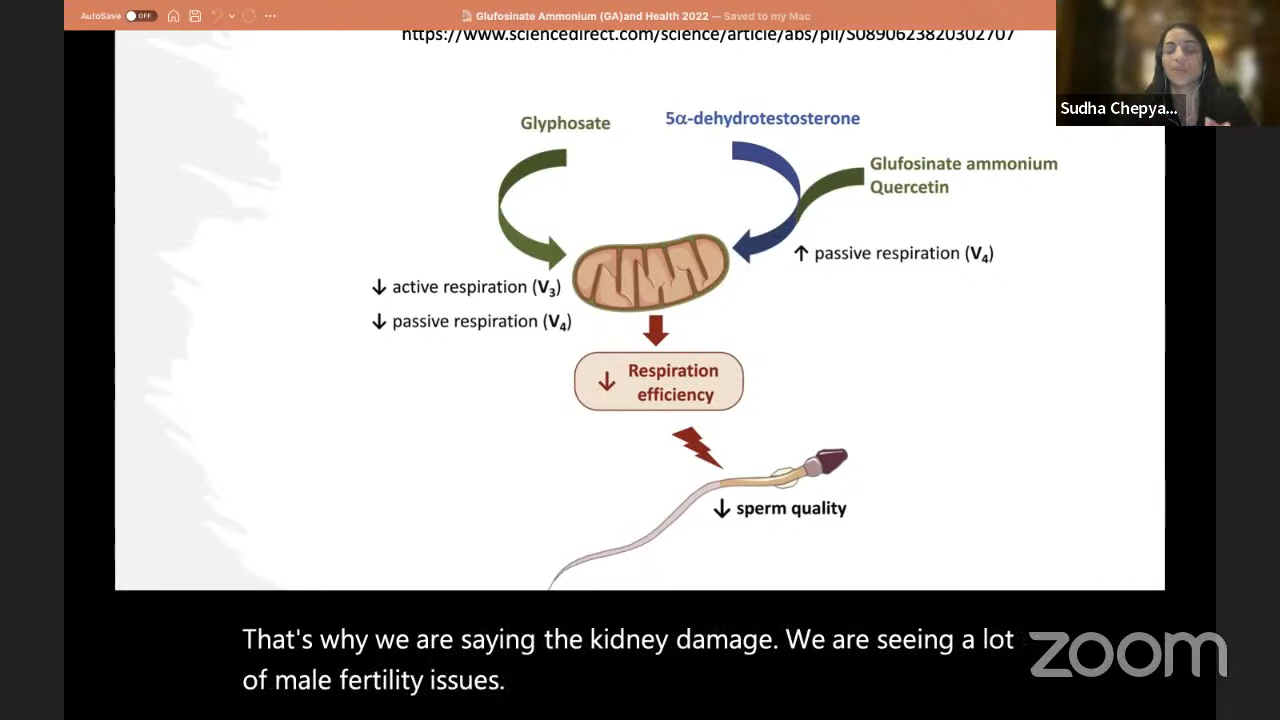 AutoSave OFF
Glufosinate Ammonium (GA)and Health 2022 — Saved to my Mac
https://www.sciencedirect.com/science/article/abs/pii/S0890623820302707
Sudha Chepya...
Glyphosate
5α-dehydrotestosterone
Glufosinate ammonium
Quercetin
↑ passive respiration (V4)
↓ active respiration (V3)
↓ passive respiration (V4)
↓ Respiration
efficiency
↓ sperm quality
That's why we are saying the kidney damage. We are seeing a lot
of male fertility issues.
zoom